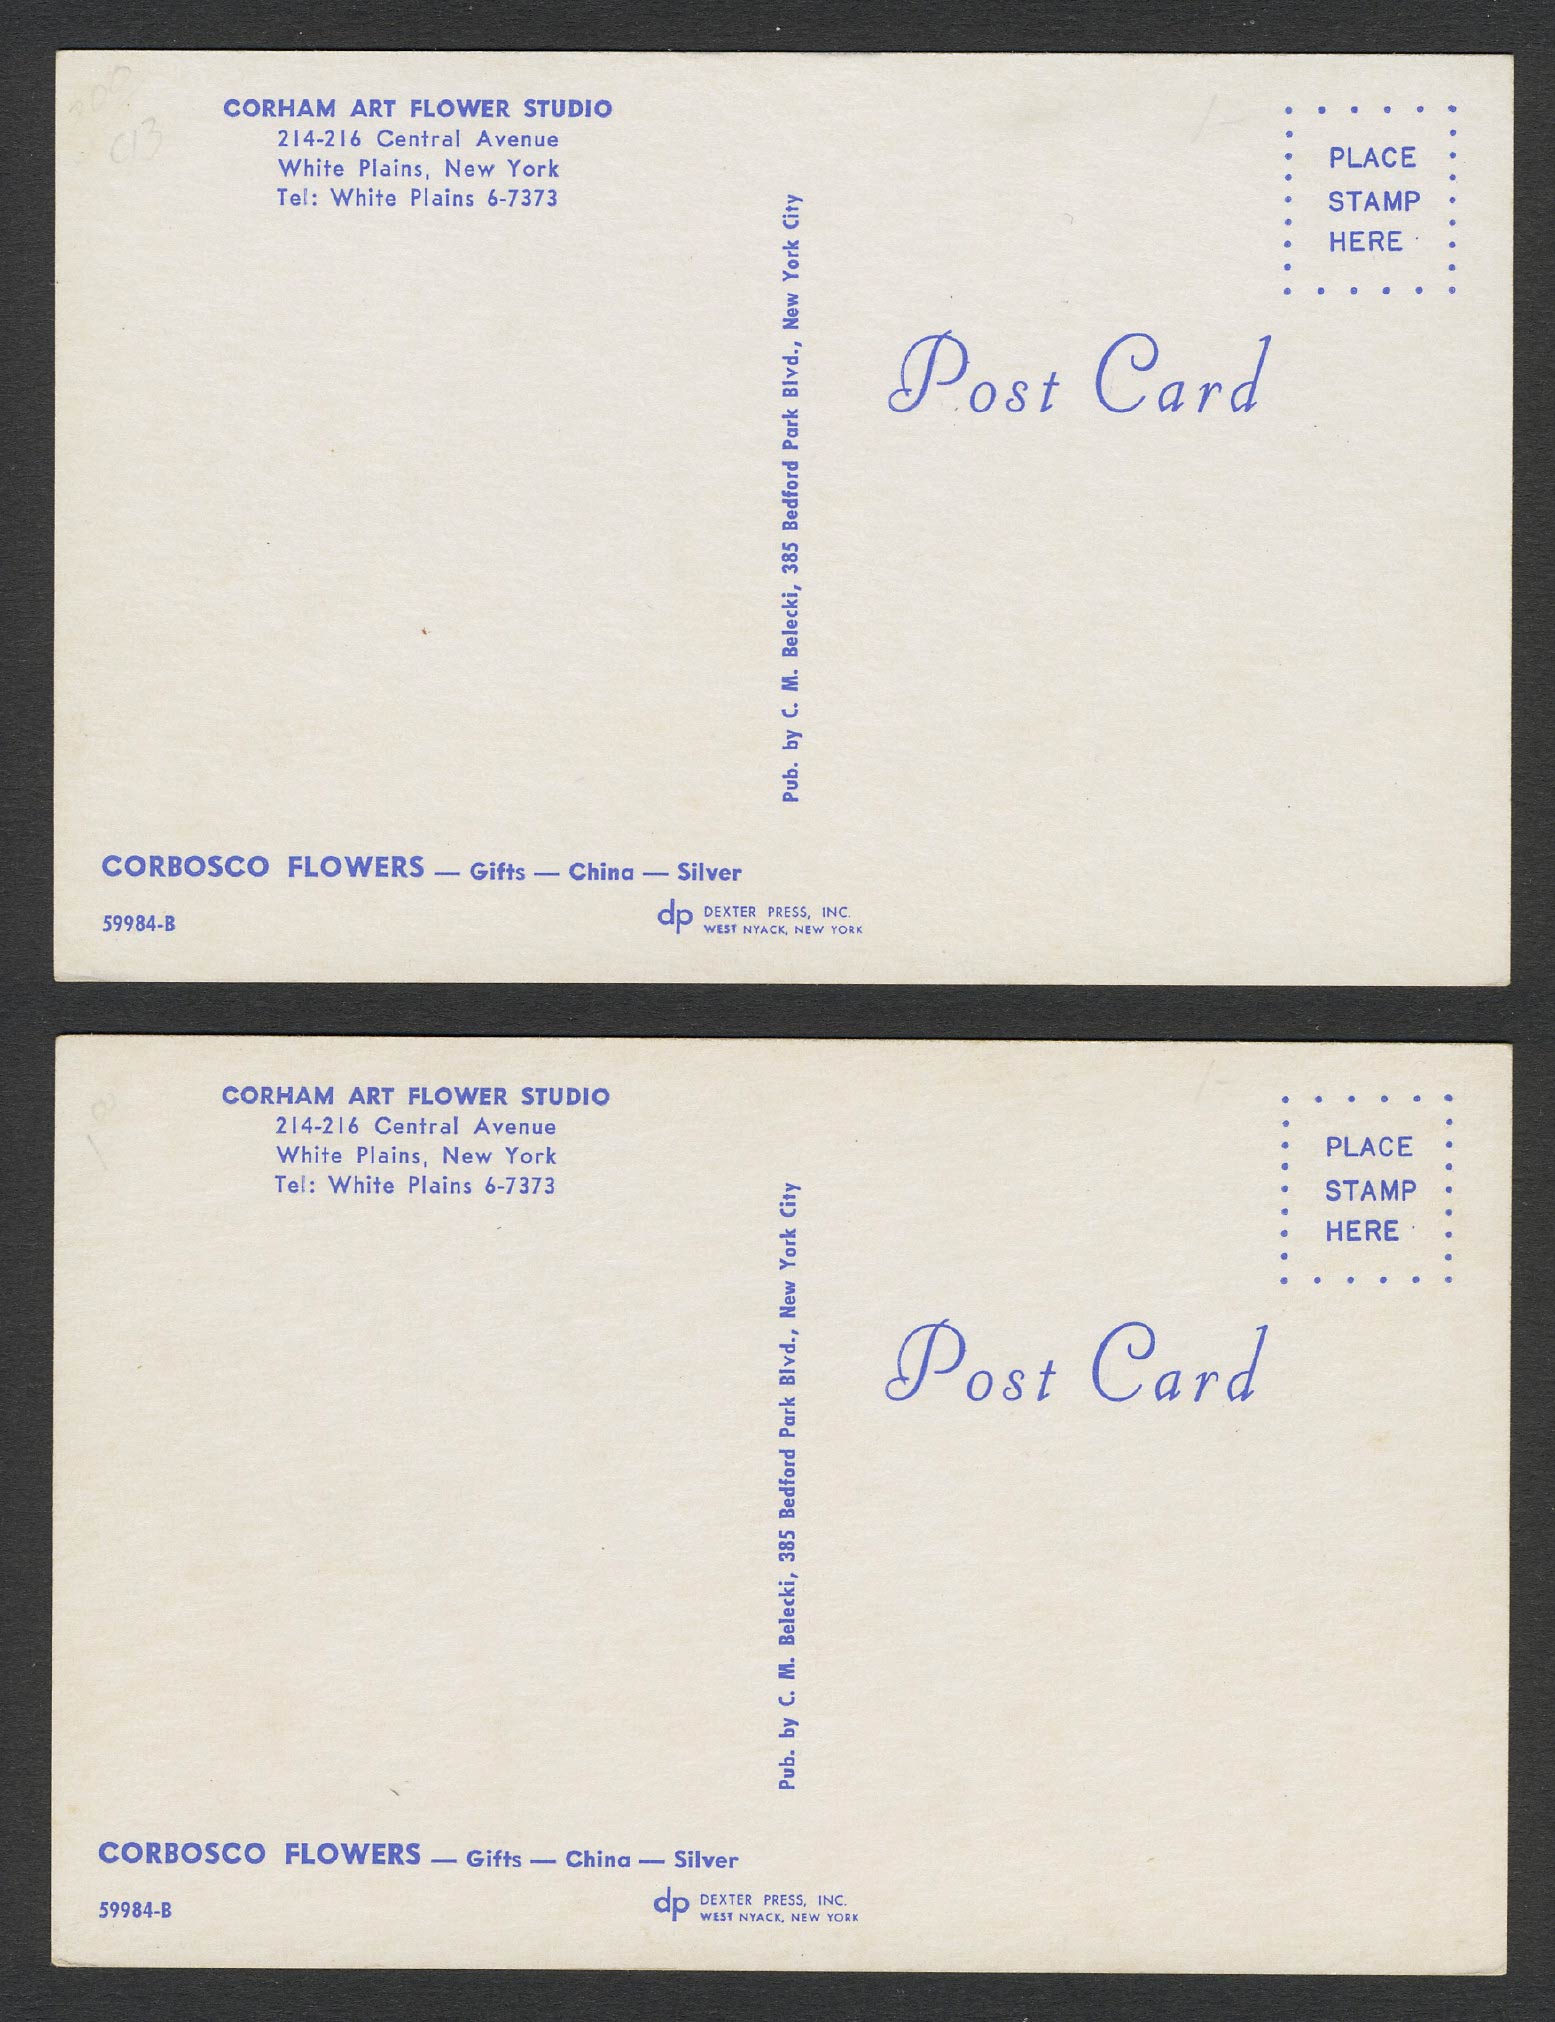 CORHAM ART FLOWER STUDIO
214-216 Central Avenue
White Plains, New York
Tel: White Plains 6-7373
PLACE
STAMP
HERE
Pub. by C. M. Belecki, 385 Bedford Park Blvd., New York City
Post Card
CORBOSCO FLOWERS — Gifts — China — Silver
59984-B
dp DEXTER PRESS, INC.
WEST NYACK, NEW YORK
CORHAM ART FLOWER STUDIO
214-216 Central Avenue
White Plains, New York
Tel: White Plains 6-7373
PLACE
STAMP
HERE
Pub. by C. M. Belecki, 385 Bedford Park Blvd., New York City
Post Card
CORBOSCO FLOWERS — Gifts — China — Silver
59984-B
dp DEXTER PRESS, INC.
WEST NYACK, NEW YORK